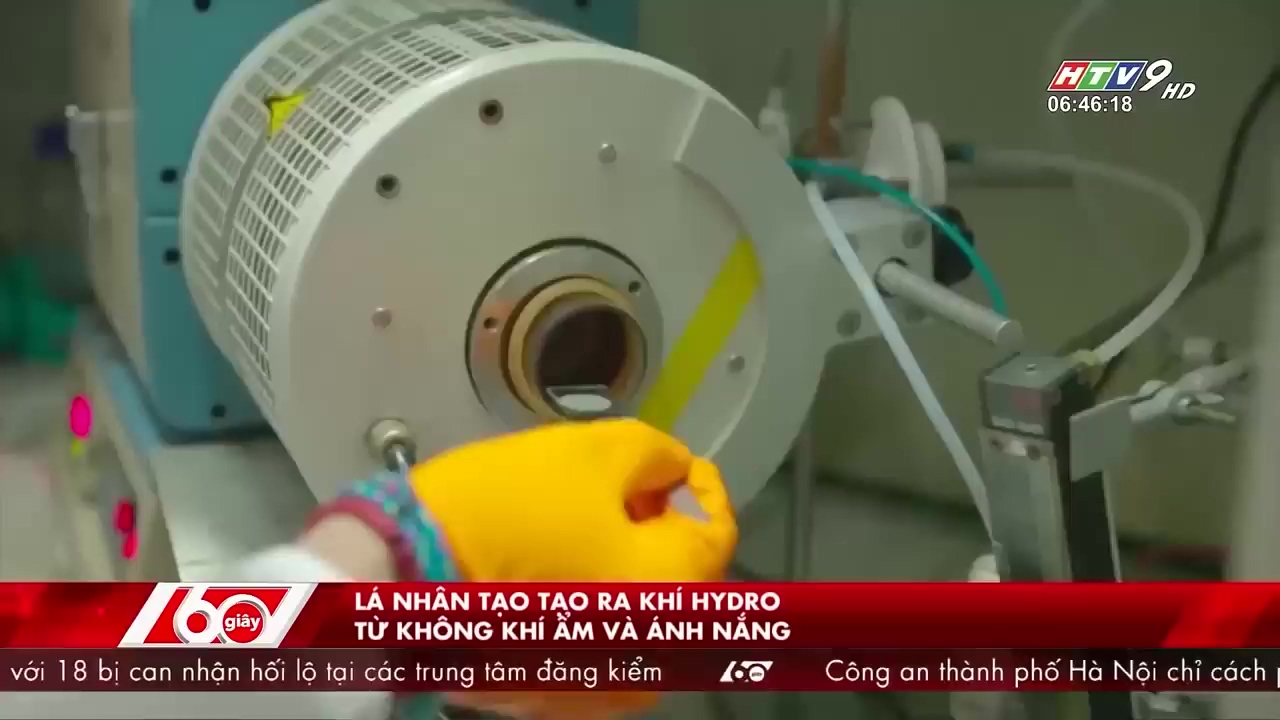 HTV9 HD
06:46:18
60 giây
LÁ NHÂN TẠO TẠO RA KHÍ HYDRO
TỪ KHÔNG KHÍ ẨM VÀ ÁNH NẮNG
với 18 bị can nhận hối lộ tại các trung tâm đăng kiểm 60 giây Công an thành phố Hà Nội chỉ cách